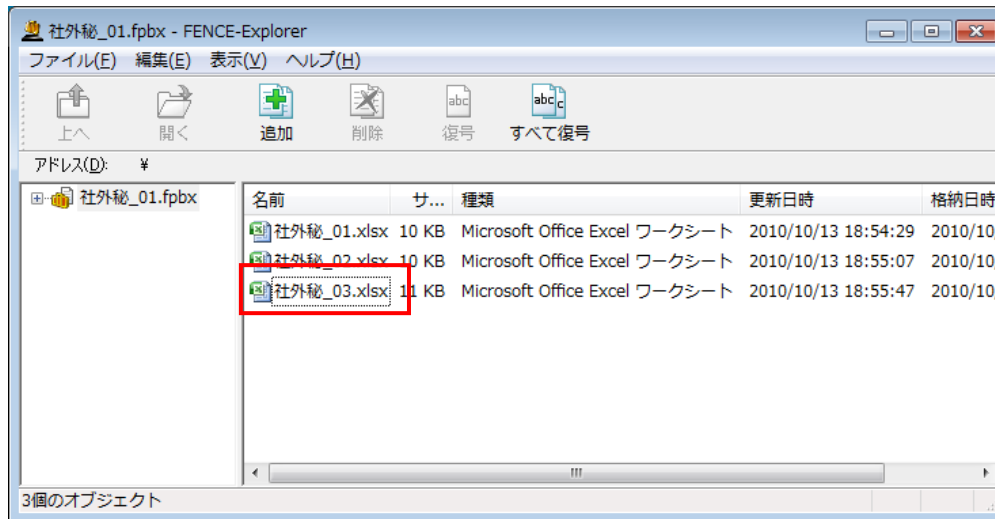 社外秘_01.fpbx - FENCE-Explorer
ファイル(F) 編集(E) 表示(V) ヘルプ(H)
上へ 開く 追加 削除 復号 すべて復号
アドレス(D): ¥
社外秘_01.fpbx
名前 サ... 種類 更新日時 格納日時
社外秘_01.xlsx 10 KB Microsoft Office Excel ワークシート 2010/10/13 18:54:29 2010/10
社外秘_02.xlsx 10 KB Microsoft Office Excel ワークシート 2010/10/13 18:55:07 2010/10
社外秘_03.xlsx 11 KB Microsoft Office Excel ワークシート 2010/10/13 18:55:47 2010/10
3個のオブジェクト